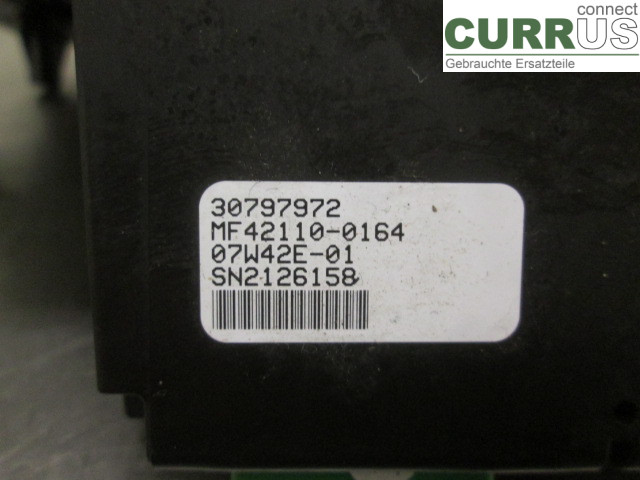 connect
CURRUS
Gebrauchte Ersatzteile
30797972
MF42110-0164
07W42E-01
SN2126158